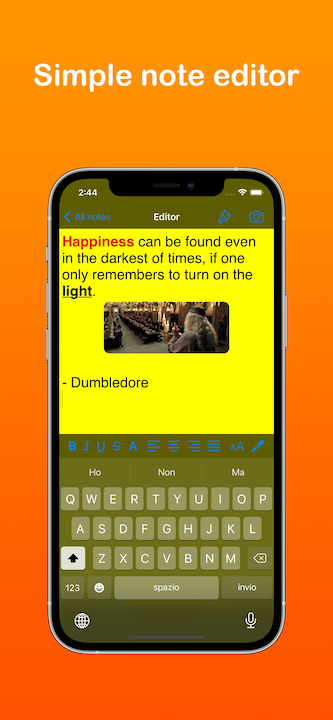 Simple note editor
2:44
All notes
Editor
Happiness can be found even
in the darkest of times, if one
only remembers to turn on the
light.
- Dumbledore
B I U S A AA
Ho Non Ma
Q W E R T Y U I O P
A S D F G H J K L
Z X C V B N M
123 spazio invio